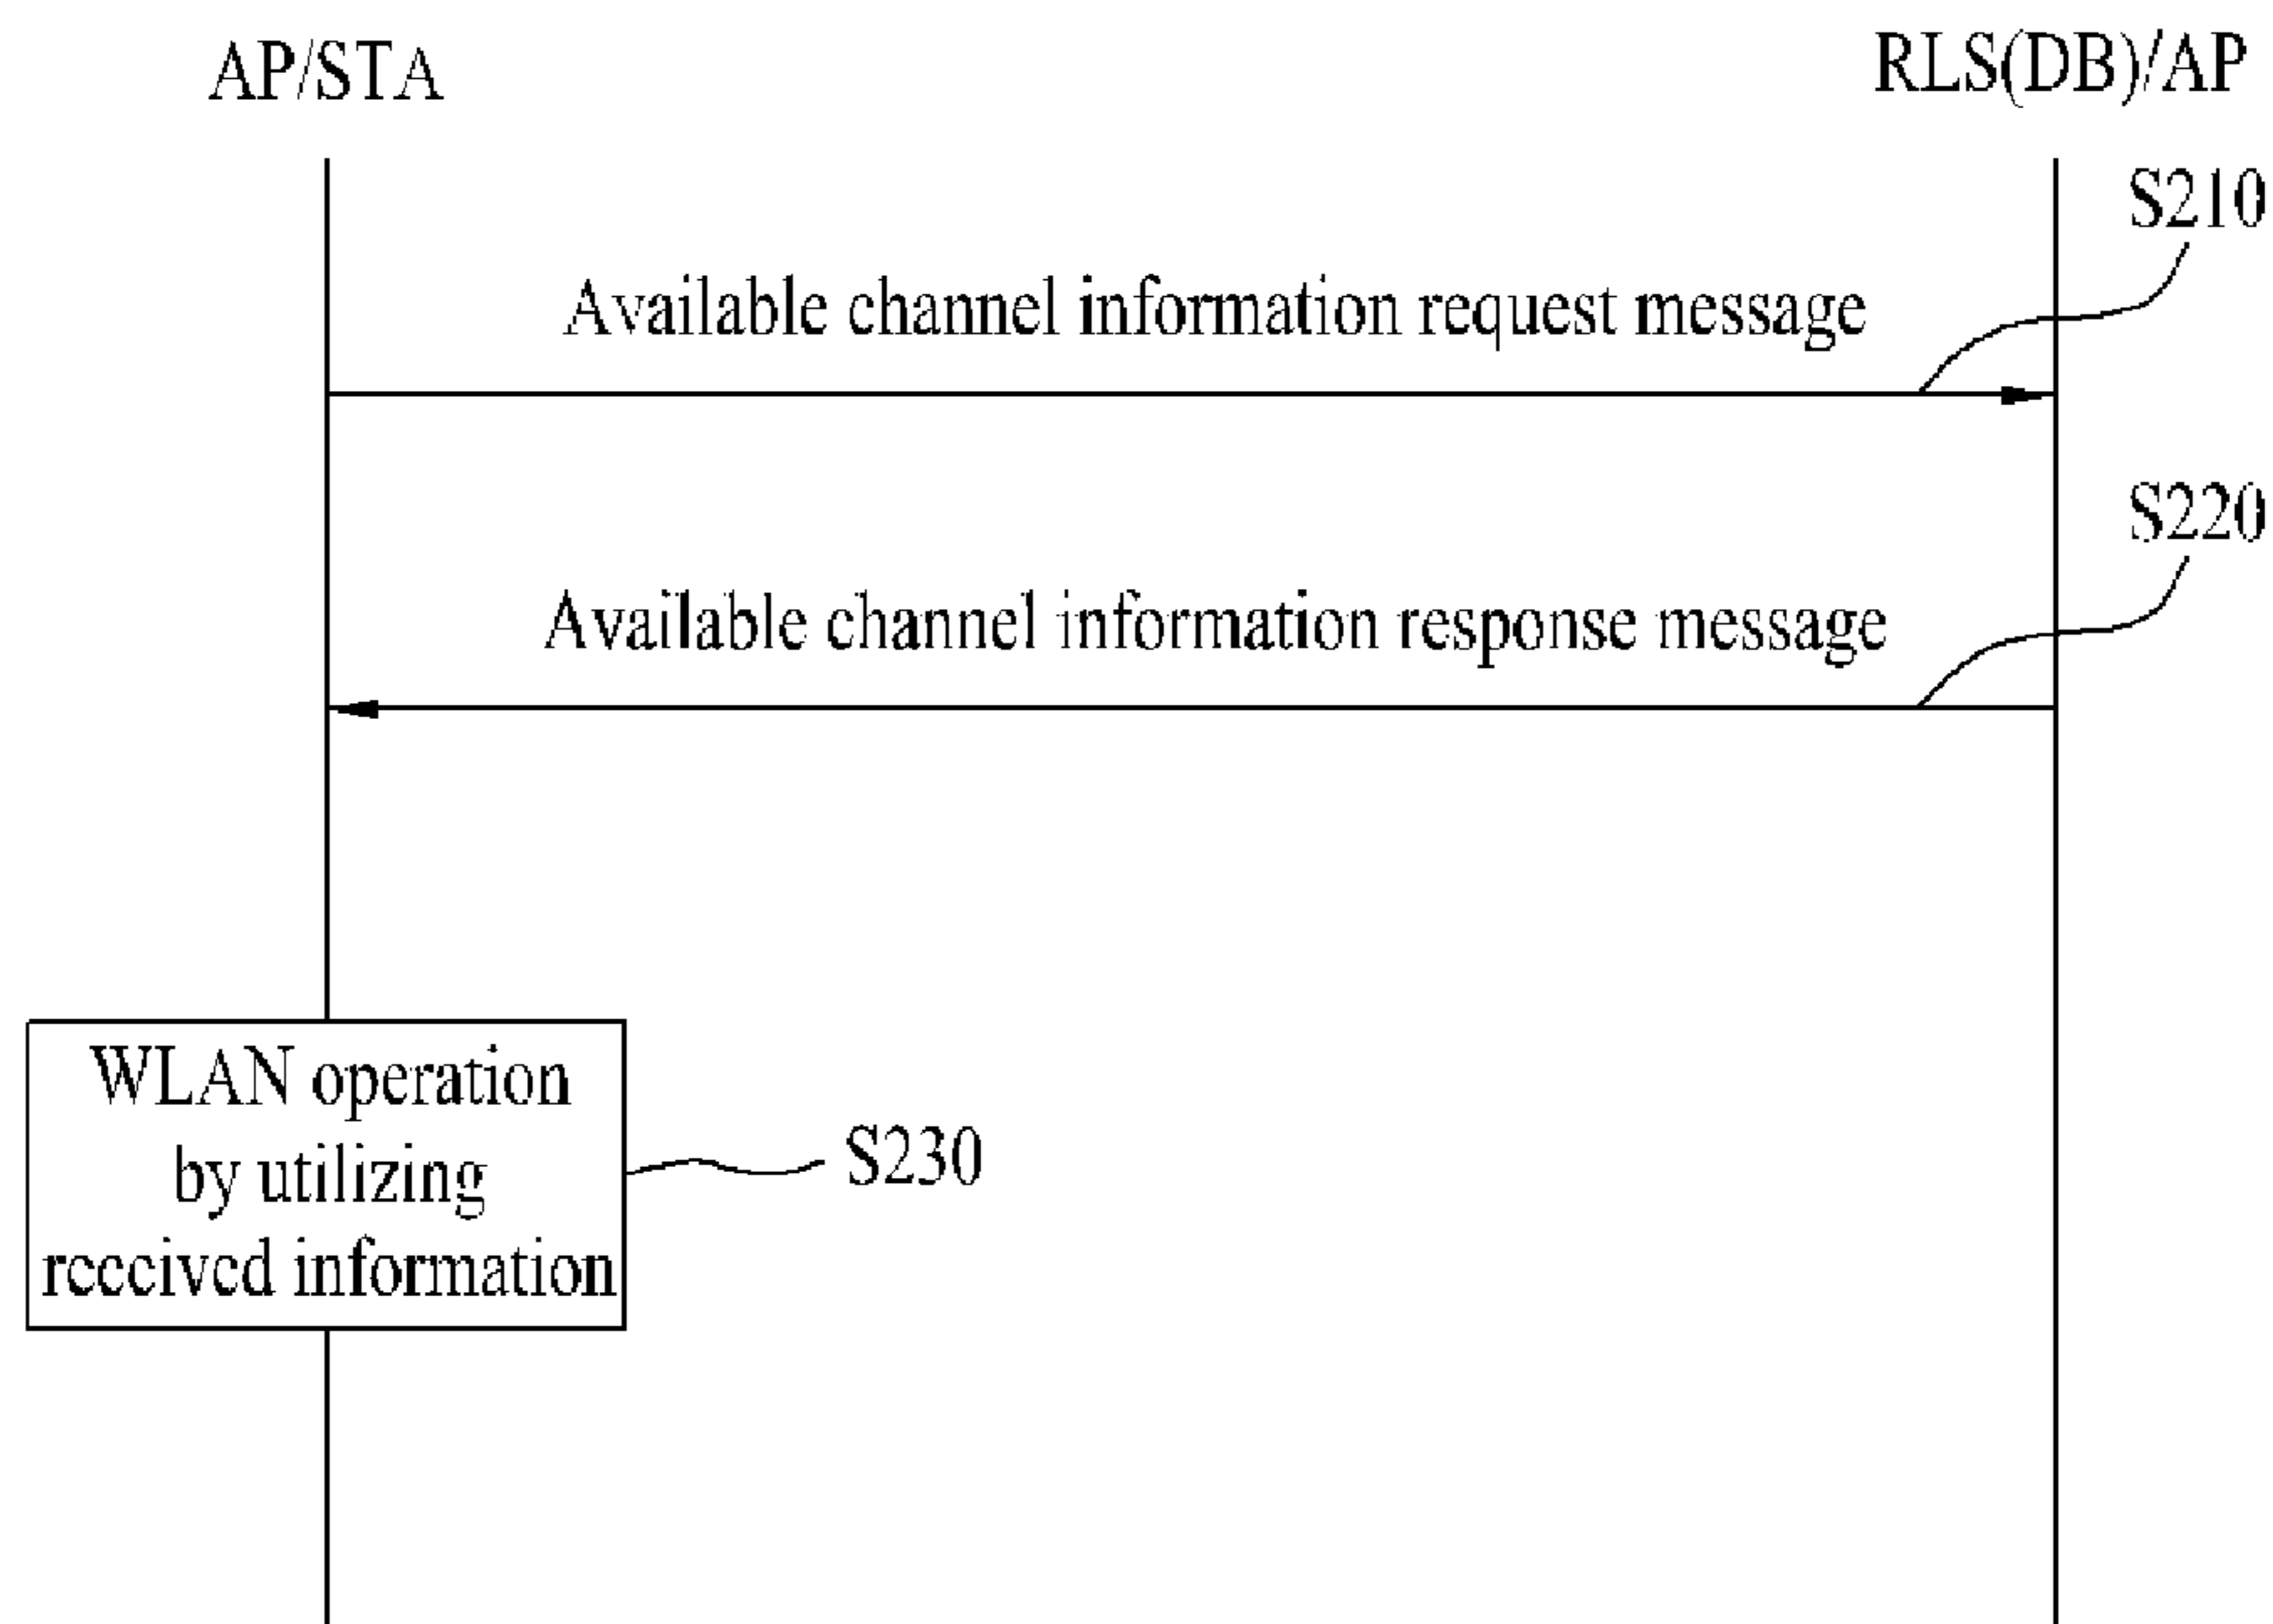 AP/STA
RLS(DB)/AP
S210
Available channel information request message
S220
Available channel information response message
WLAN operation
by utilizing
received information
S230